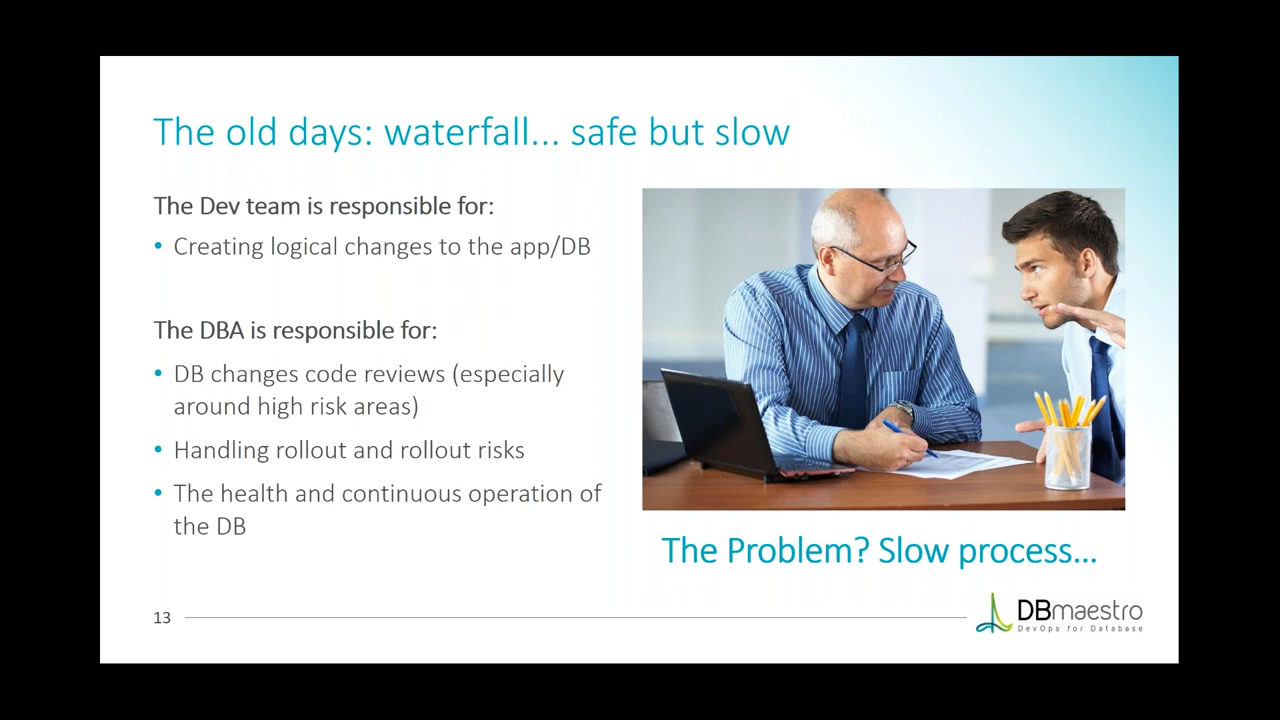 The old days: waterfall... safe but slow
The Dev team is responsible for:
• Creating logical changes to the app/DB
The DBA is responsible for:
• DB changes code reviews (especially
around high risk areas)
• Handling rollout and rollout risks
• The health and continuous operation of
the DB
The Problem? Slow process...
13
DBmaestro
DevOps for Database